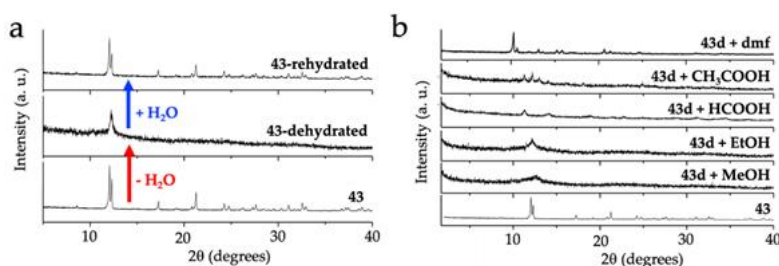 a
Intensity (a. u.)
43-rehydrated
+ H₂O
43-dehydrated
- H₂O
43
10 20 30 40
2θ (degrees)
b
Intensity (a. u.)
43d + dmf
43d + CH₃COOH
43d + HCOOH
43d + EtOH
43d + MeOH
43
10 20 30 40
2θ (degrees)